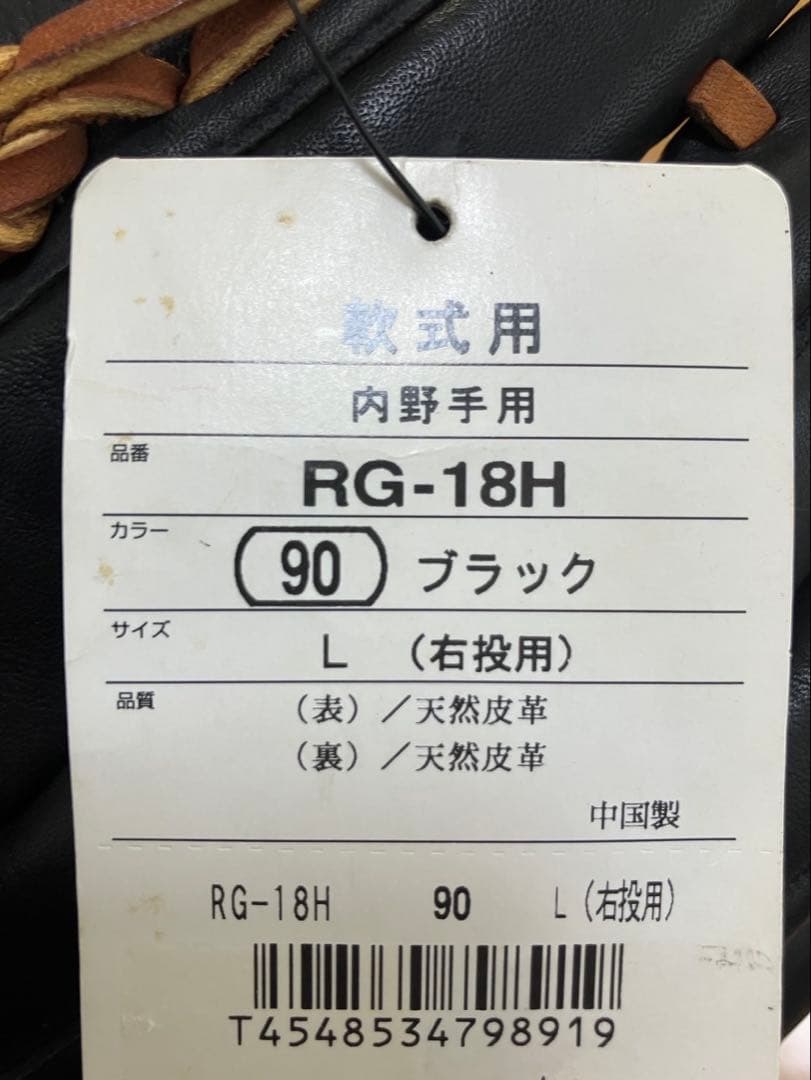 軟式用
内野手用
品番
RG-18H
カラー
90 ブラック
サイズ
L （右投用）
品質
（表）／天然皮革
（裏）／天然皮革
中国製
RG-18H 90 L（右投用）
T4548534798919